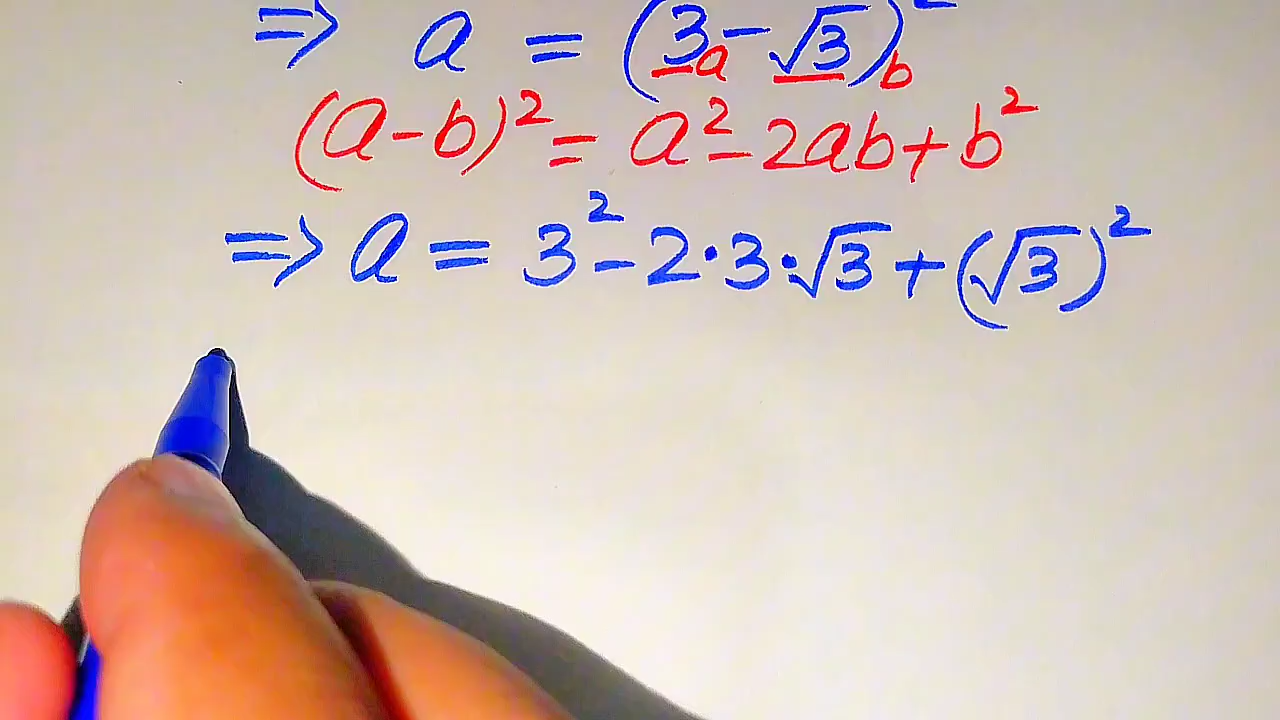 ⇒ a = (3 - √3)²
a b
(a-b)² = a² - 2ab + b²
⇒ a = 3² - 2·3·√3 + (√3)²